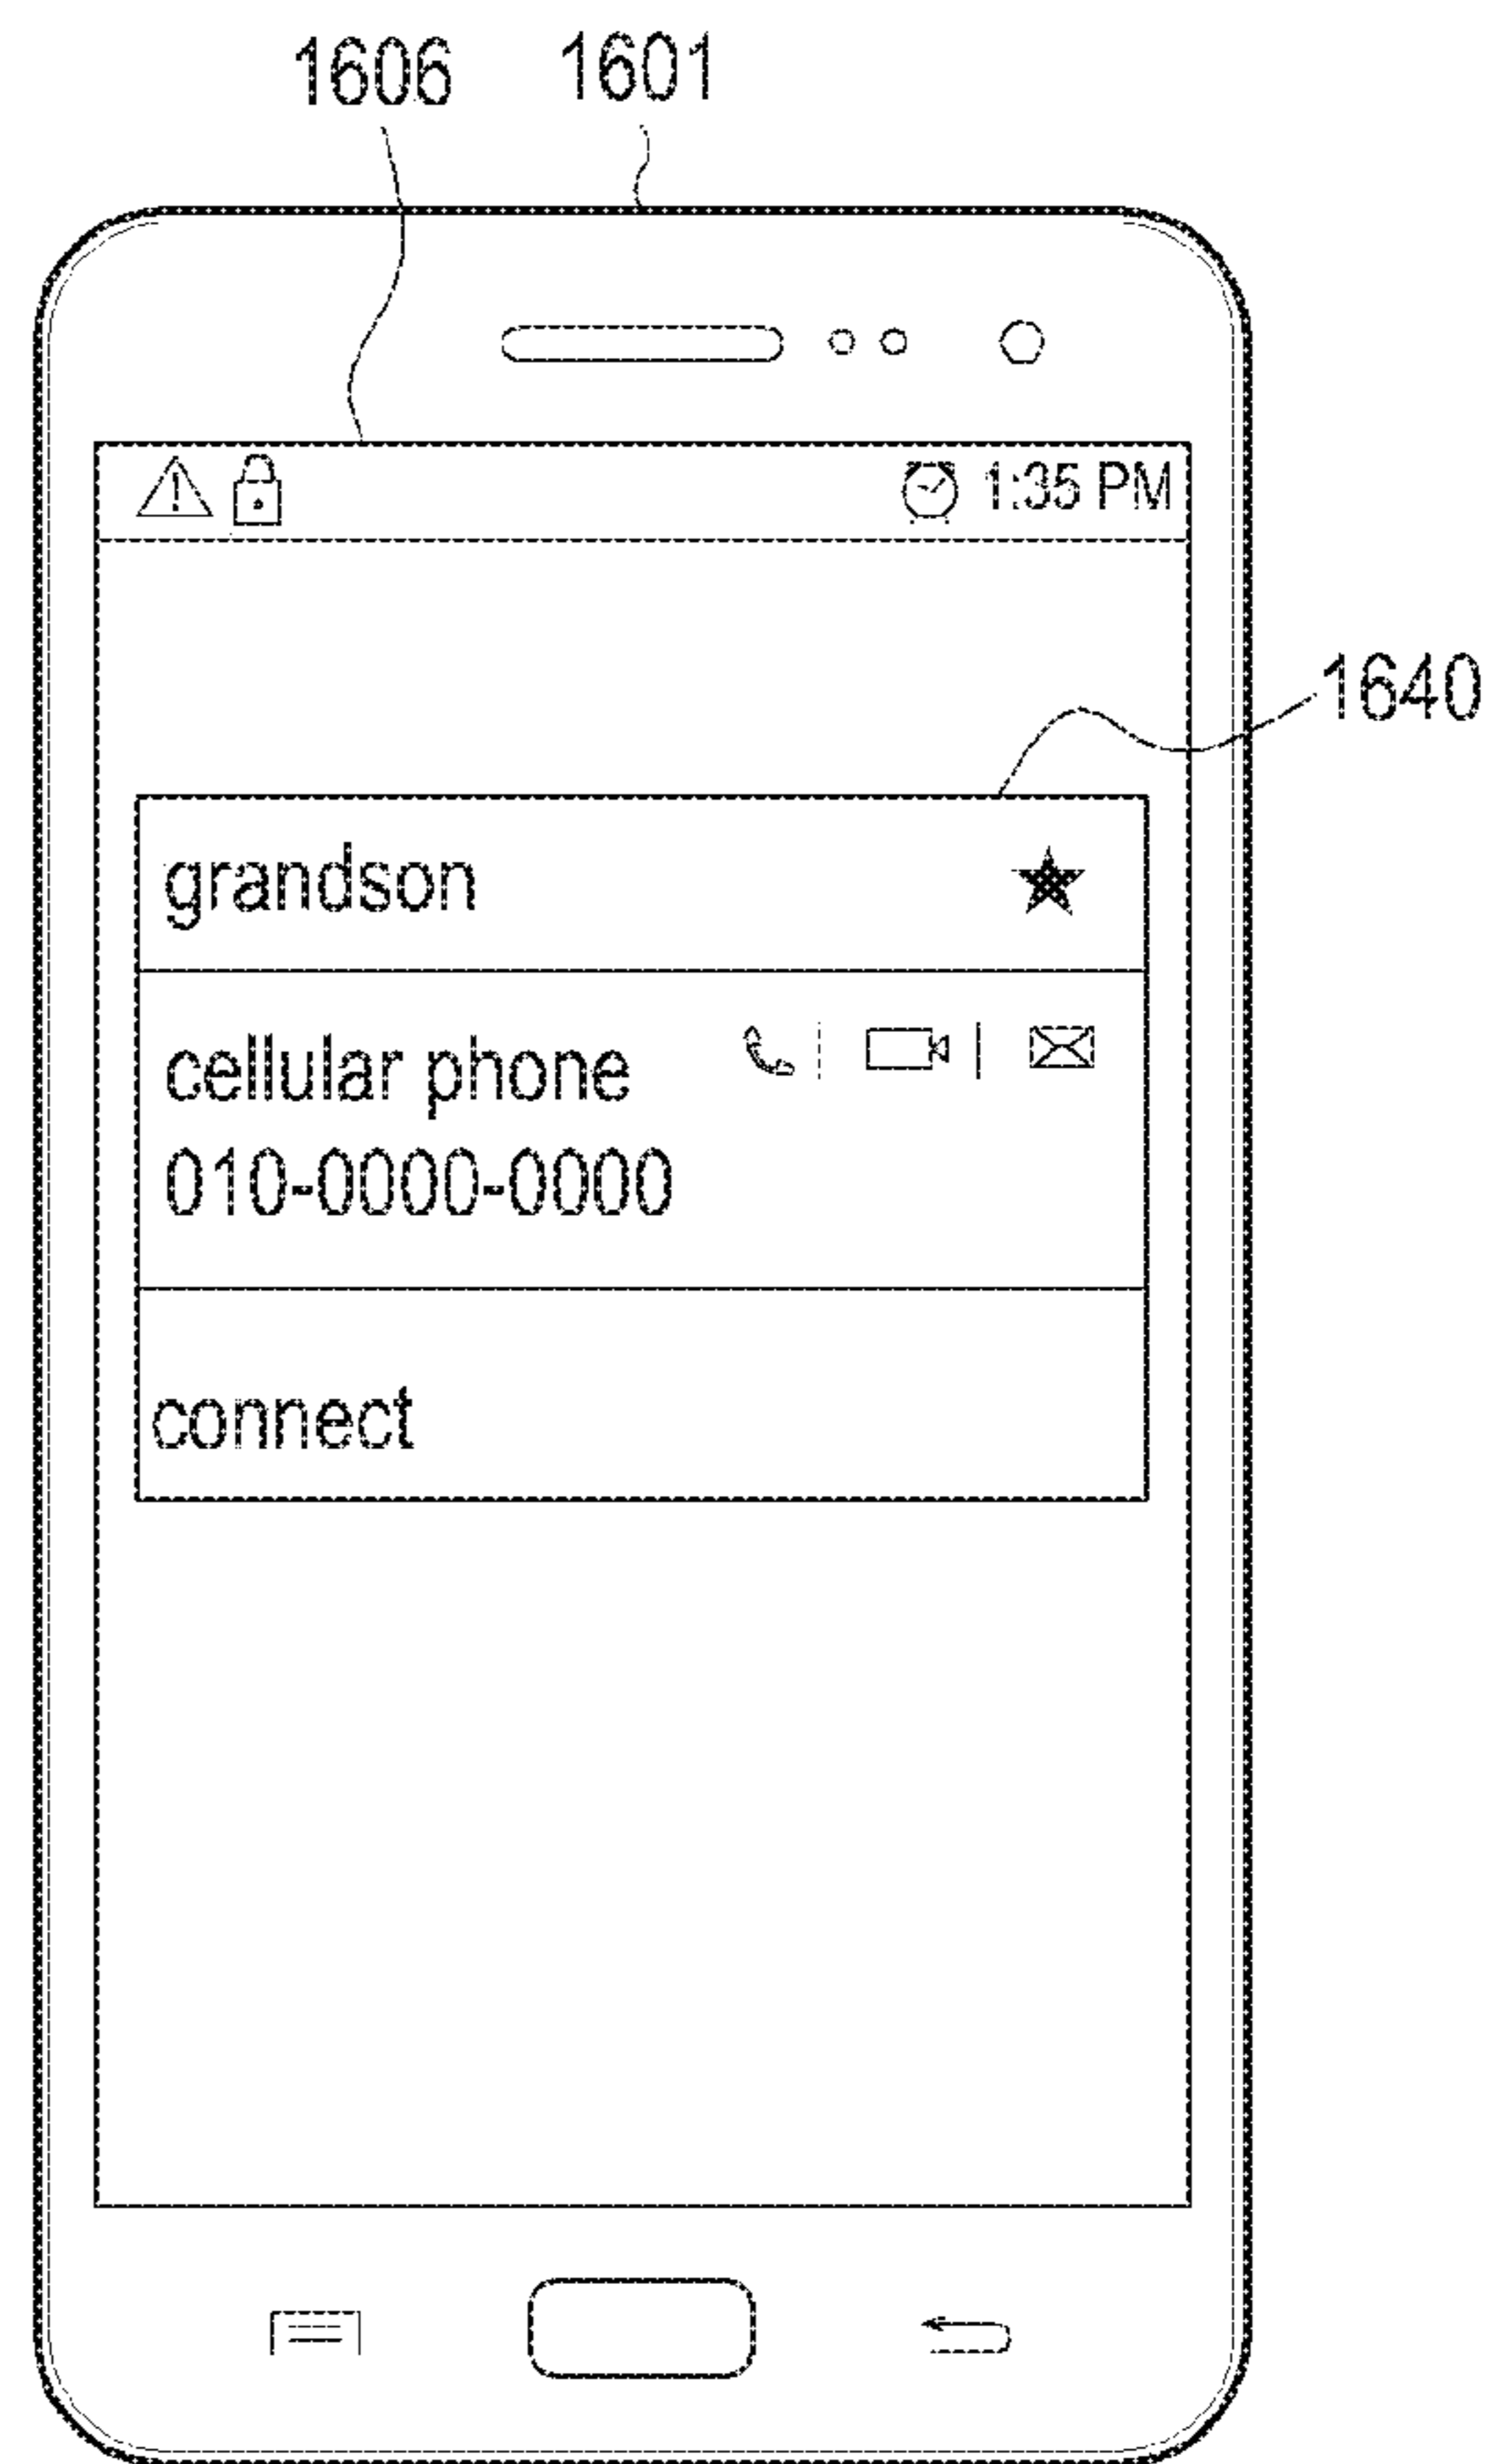 1606 1601
1:35 PM
1640
grandson
cellular phone
010-0000-0000
connect